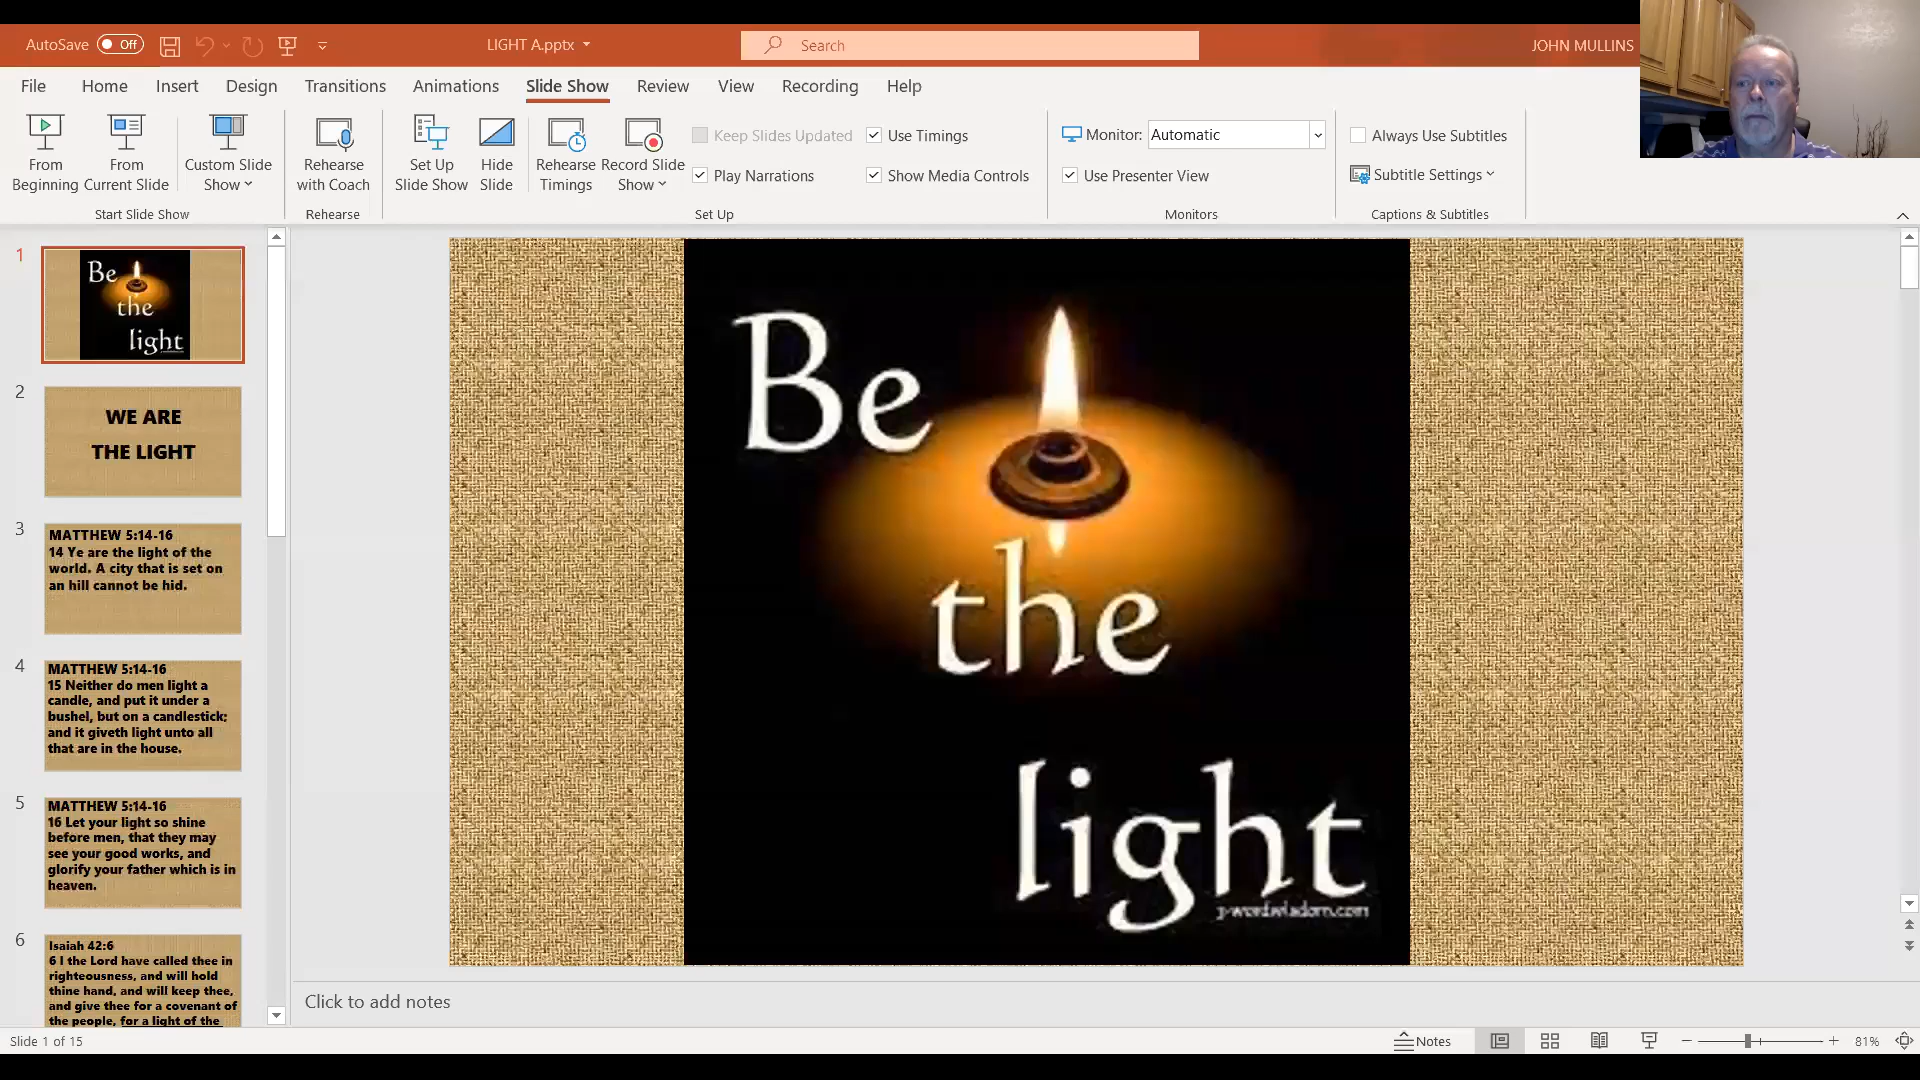 AutoSave Off
LIGHT A.pptx
Search
JOHN MULLINS
File Home Insert Design Transitions Animations Slide Show Review View Recording Help
From Beginning
From Current Slide
Custom Slide Show
Start Slide Show
Rehearse with Coach
Rehearse
Set Up Slide Show
Hide Slide
Rehearse Timings
Record Slide Show
Keep Slides Updated
Play Narrations
Use Timings
Show Media Controls
Set Up
Monitor: Automatic
Use Presenter View
Monitors
Always Use Subtitles
Subtitle Settings
Captions & Subtitles
1
Be
the
light
2
WE ARE
THE LIGHT
3
MATTHEW 5:14-16
14 Ye are the light of the
world. A city that is set on
an hill cannot be hid.
4
MATTHEW 5:14-16
15 Neither do men light a
candle, and put it under a
bushel, but on a candlestick;
and it giveth light unto all
that are in the house.
5
MATTHEW 5:14-16
16 Let your light so shine
before men, that they may
see your good works, and
glorify your father which is in
heaven.
6
Isaiah 42:6
6 I the Lord have called thee in
righteousness, and will hold
thine hand, and will keep thee,
and give thee for a covenant of
the people, for a light of the
Be
the
light
Click to add notes
Slide 1 of 15
Notes
81%